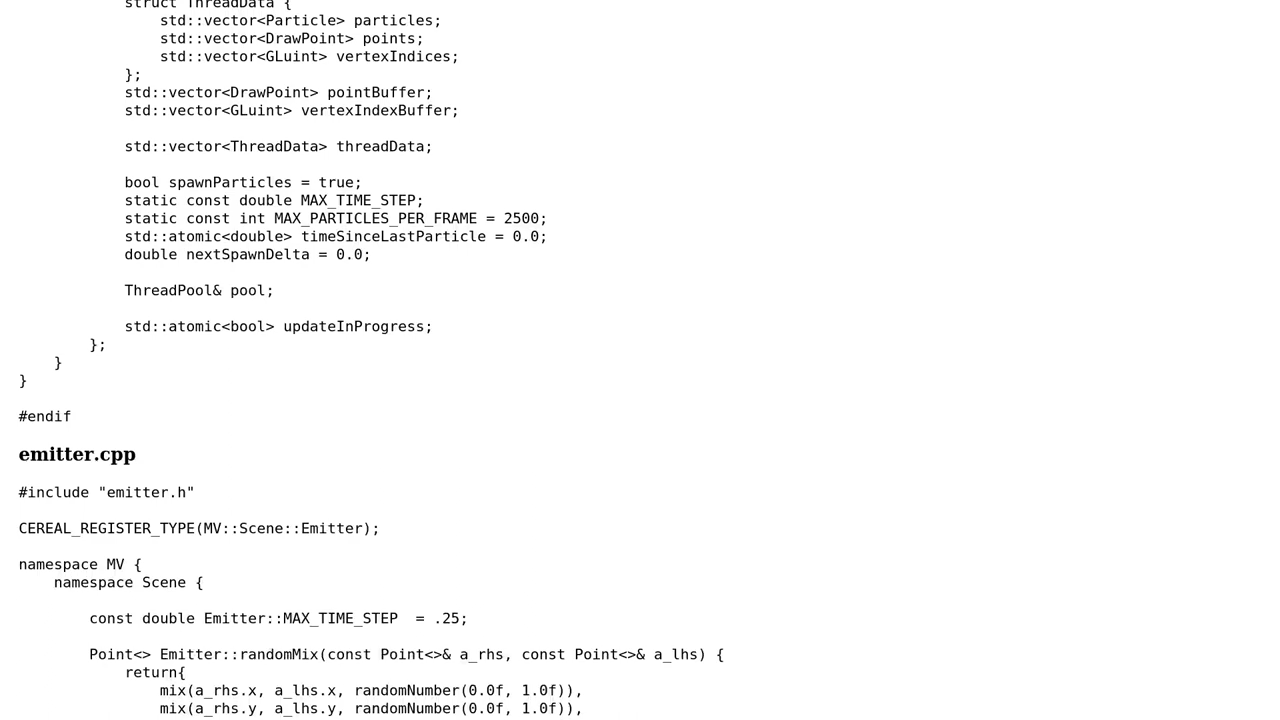 struct ThreadData {
std::vector<Particle> particles;
std::vector<DrawPoint> points;
std::vector<GLuint> vertexIndices;
};
std::vector<DrawPoint> pointBuffer;
std::vector<GLuint> vertexIndexBuffer;
std::vector<ThreadData> threadData;
bool spawnParticles = true;
static const double MAX_TIME_STEP;
static const int MAX_PARTICLES_PER_FRAME = 2500;
std::atomic<double> timeSinceLastParticle = 0.0;
double nextSpawnDelta = 0.0;
ThreadPool& pool;
std::atomic<bool> updateInProgress;
};
}
}
#endif
emitter.cpp
#include "emitter.h"
CEREAL_REGISTER_TYPE(MV::Scene::Emitter);
namespace MV {
namespace Scene {
const double Emitter::MAX_TIME_STEP  = .25;
Point<> Emitter::randomMix(const Point<>& a_rhs, const Point<>& a_lhs) {
return{
mix(a_rhs.x, a_lhs.x, randomNumber(0.0f, 1.0f)),
mix(a_rhs.y, a_lhs.y, randomNumber(0.0f, 1.0f)),